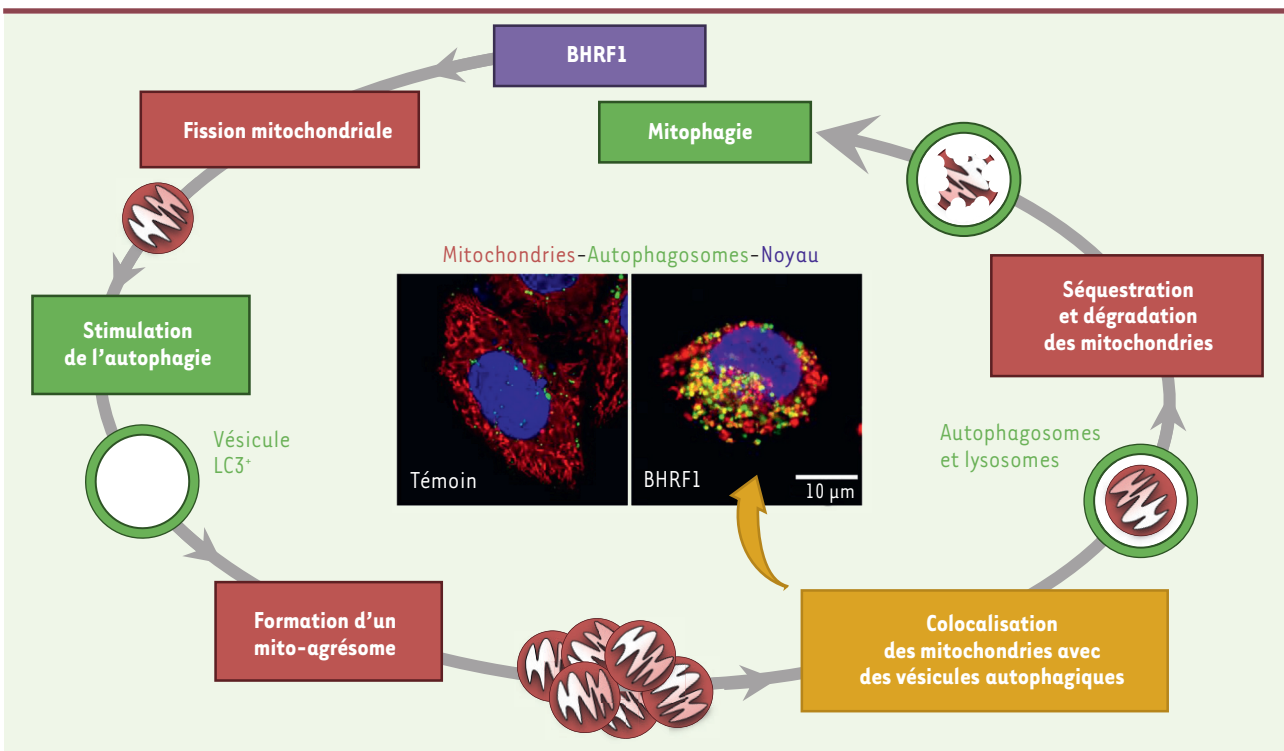 BHRF1
Fission mitochondriale
Mitophagie
Mitochondries-Autophagosomes-Noyau
Stimulation
de l'autophagie
Séquestration
et dégradation
des mitochondries
Vésicule
LC3⁺
Témoin
BHRF1
10 µm
Autophagosomes
et lysosomes
Formation d'un
mito-agrésome
Colocalisation
des mitochondries avec
des vésicules autophagiques